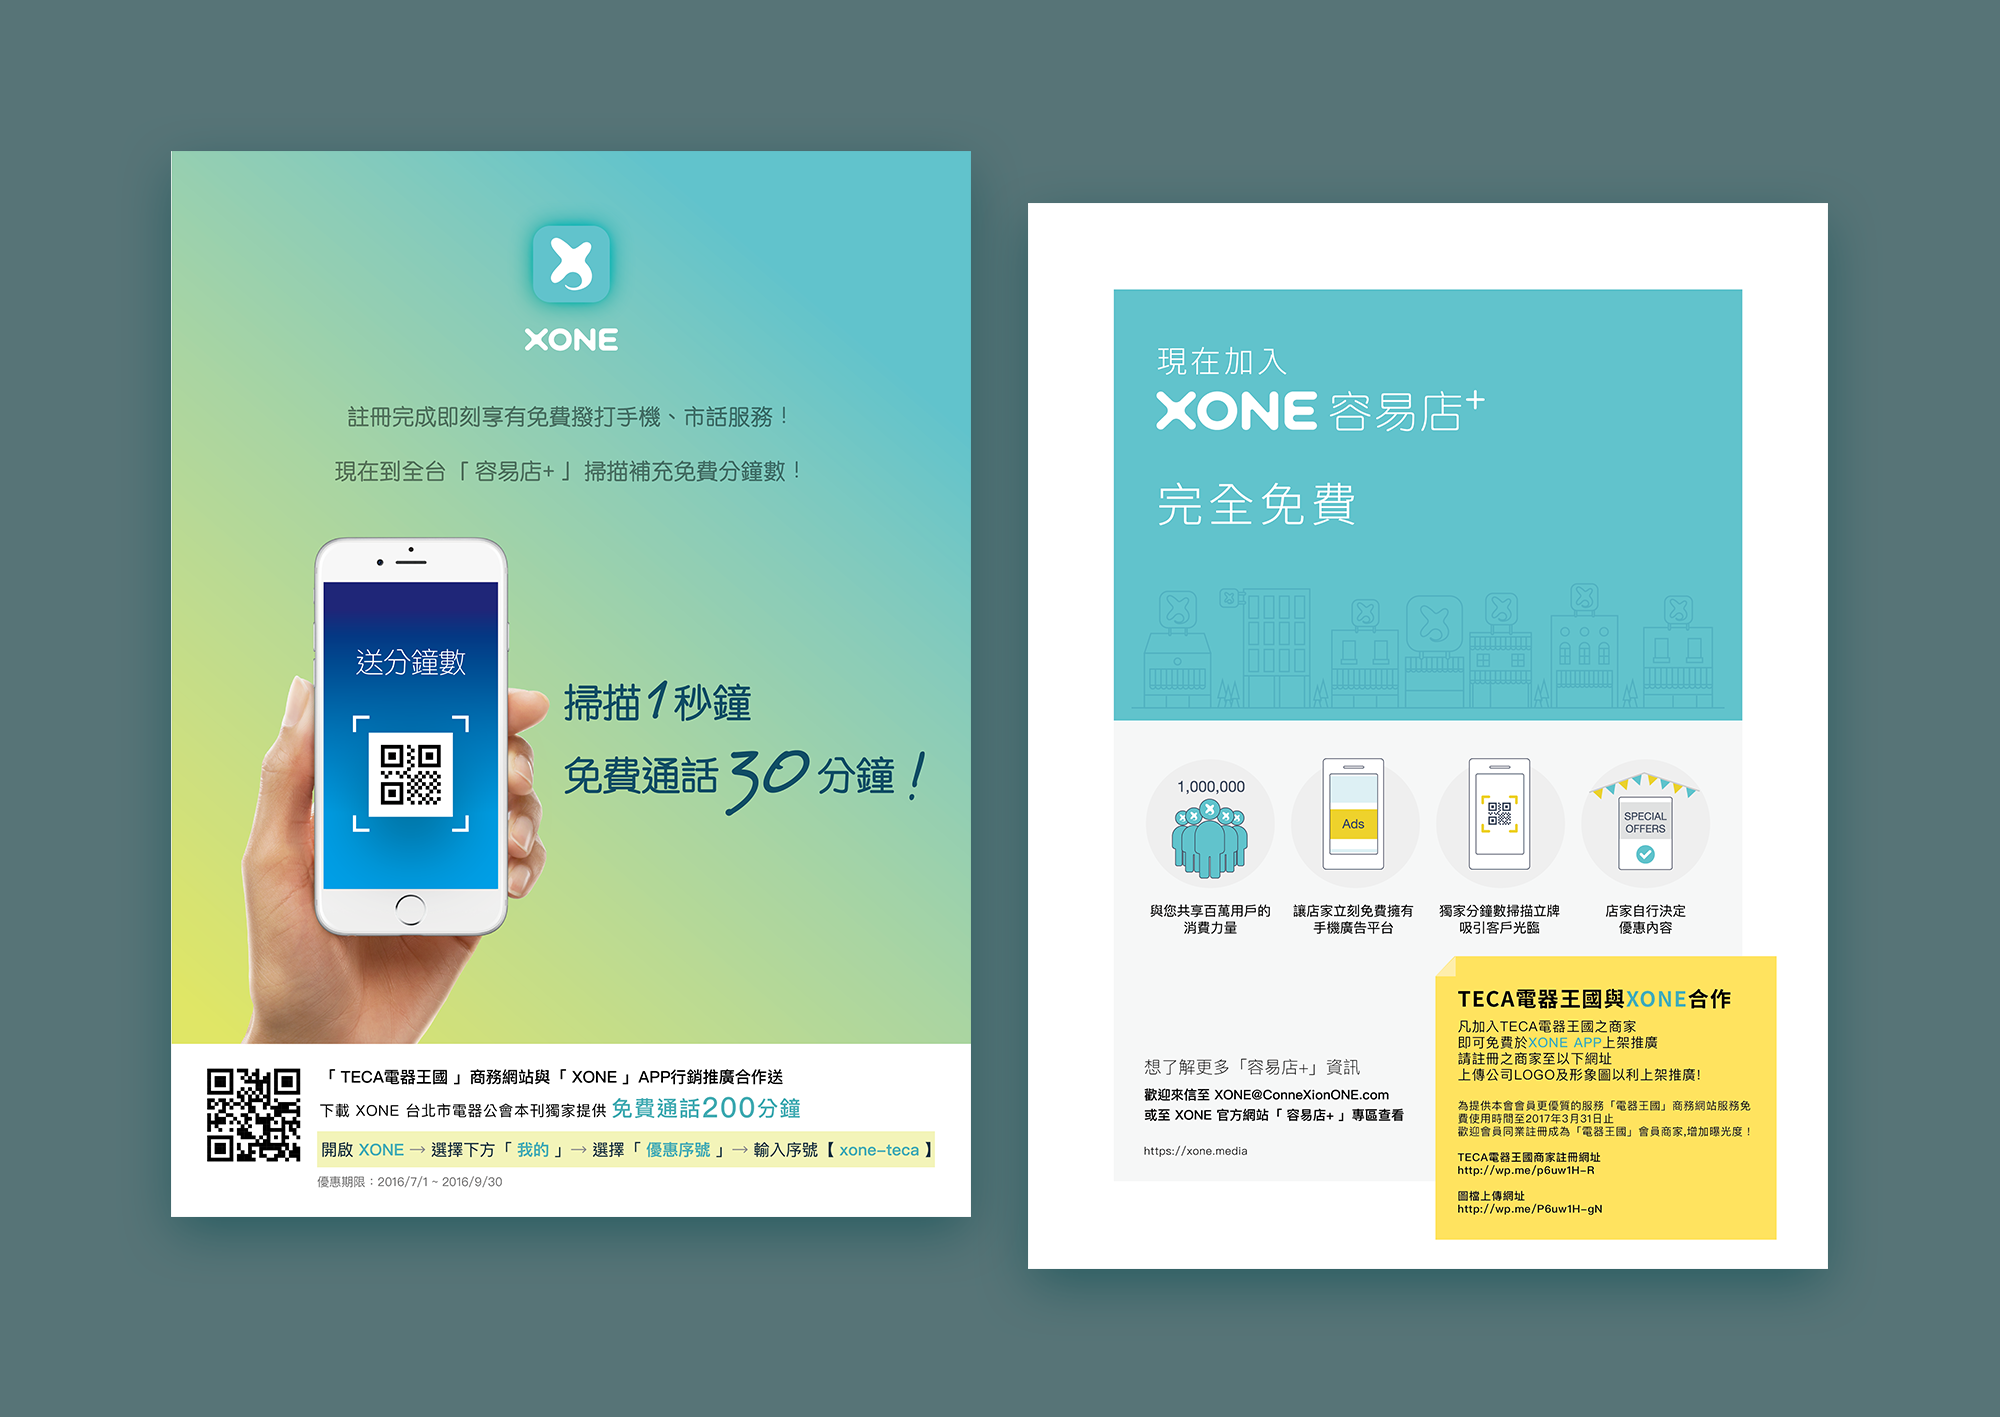 XONE
註冊完成即刻享有免費撥打手機、市話服務！
現在到全台「容易店+」掃描補充免費分鐘數！
送分鐘數
掃描1秒鐘
免費通話30分鐘！
「 TECA電器王國 」商務網站與「 XONE 」APP行銷推廣合作送
下載 XONE 台北市電器公會本刊獨家提供 免費通話200分鐘
開啟 XONE → 選擇下方「 我的 」→ 選擇「 優惠序號 」→ 輸入序號【 xone-teca 】
優惠期限：2016/7/1 ~ 2016/9/30
現在加入
XONE 容易店+
完全免費
1,000,000
與您共享百萬用戶的
消費力量
Ads
讓店家立刻免費擁有
手機廣告平台
獨家分鐘數掃描立牌
吸引客戶光臨
SPECIAL
OFFERS
店家自行決定
優惠內容
想了解更多「容易店+」資訊
歡迎來信至 XONE@ConneXionONE.com
或至 XONE 官方網站「 容易店+ 」專區查看
https://xone.media
TECA電器王國與XONE合作
凡加入TECA電器王國之商家
即可免費於XONE APP上架推廣
請註冊之商家至以下網址
上傳公司LOGO及形象圖以利上架推廣!
為提供本會會員更優質的服務「電器王國」商務網站服務免
費使用時間至2017年3月31日止
歡迎會員同業註冊成為「電器王國」會員商家,增加曝光度！
TECA電器王國商家註冊網址
http://wp.me/p6uw1H-R
圖檔上傳網址
http://wp.me/P6uw1H-gN